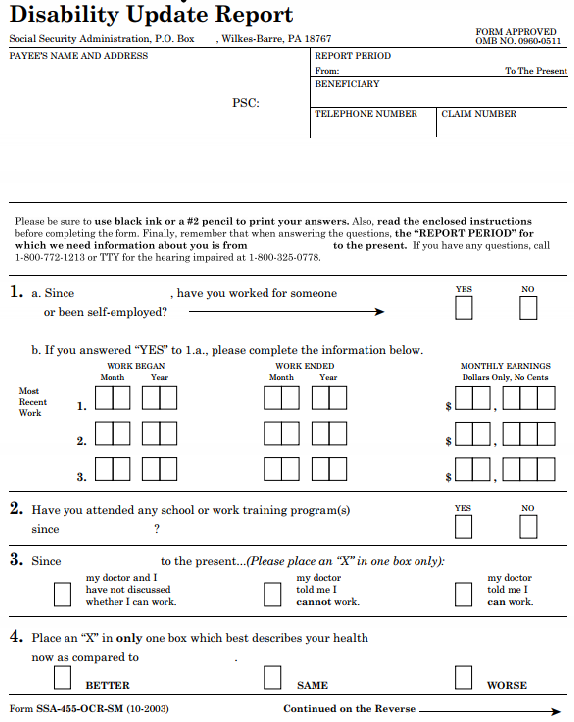 Disability Update Report
Social Security Administration, P.O. Box , Wilkes-Barre, PA 18767
FORM APPROVED
OMB NO. 0960-0511
PAYEE'S NAME AND ADDRESS
PSC:
REPORT PERIOD
From: To The Present
BENEFICIARY
TELEPHONE NUMBER CLAIM NUMBER
Please be sure to use black ink or a #2 pencil to print your answers. Also, read the enclosed instructions
before completing the form. Finally, remember that when answering the questions, the “REPORT PERIOD” for
which we need information about you is from to the present. If you have any questions, call
1-800-772-1213 or TTY for the hearing impaired at 1-800-325-0778.
1. a. Since , have you worked for someone
or been self-employed?
YES NO
b. If you answered “YES” to 1.a., please complete the information below.
WORK BEGAN WORK ENDED MONTHLY EARNINGS
Month Year Month Year Dollars Only, No Cents
Most
Recent
Work
1. $ ,
2. $ ,
3. $ ,
2. Have you attended any school or work training program(s)
since ?
YES NO
3. Since to the present...(Please place an “X” in one box only):
my doctor and I
have not discussed
whether I can work.
my doctor
told me I
cannot work.
my doctor
told me I
can work.
4. Place an “X” in only one box which best describes your health
now as compared to .
BETTER SAME WORSE
Form SSA-455-OCR-SM (10-2003) Continued on the Reverse